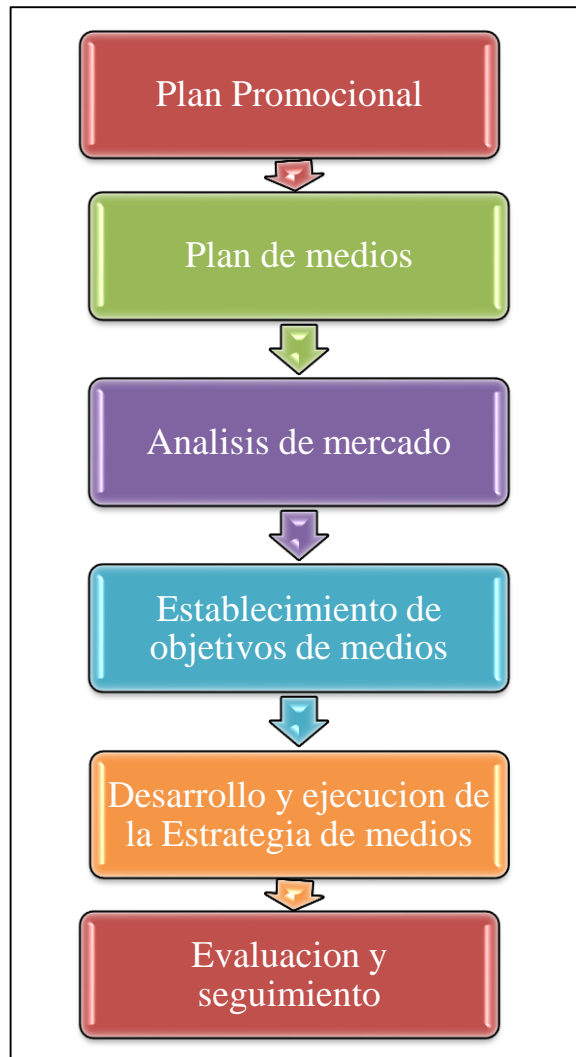 Plan Promocional
Plan de medios
Analisis de mercado
Establecimiento de
objetivos de medios
Desarrollo y ejecucion de
la Estrategia de medios
Evaluacion y
seguimiento